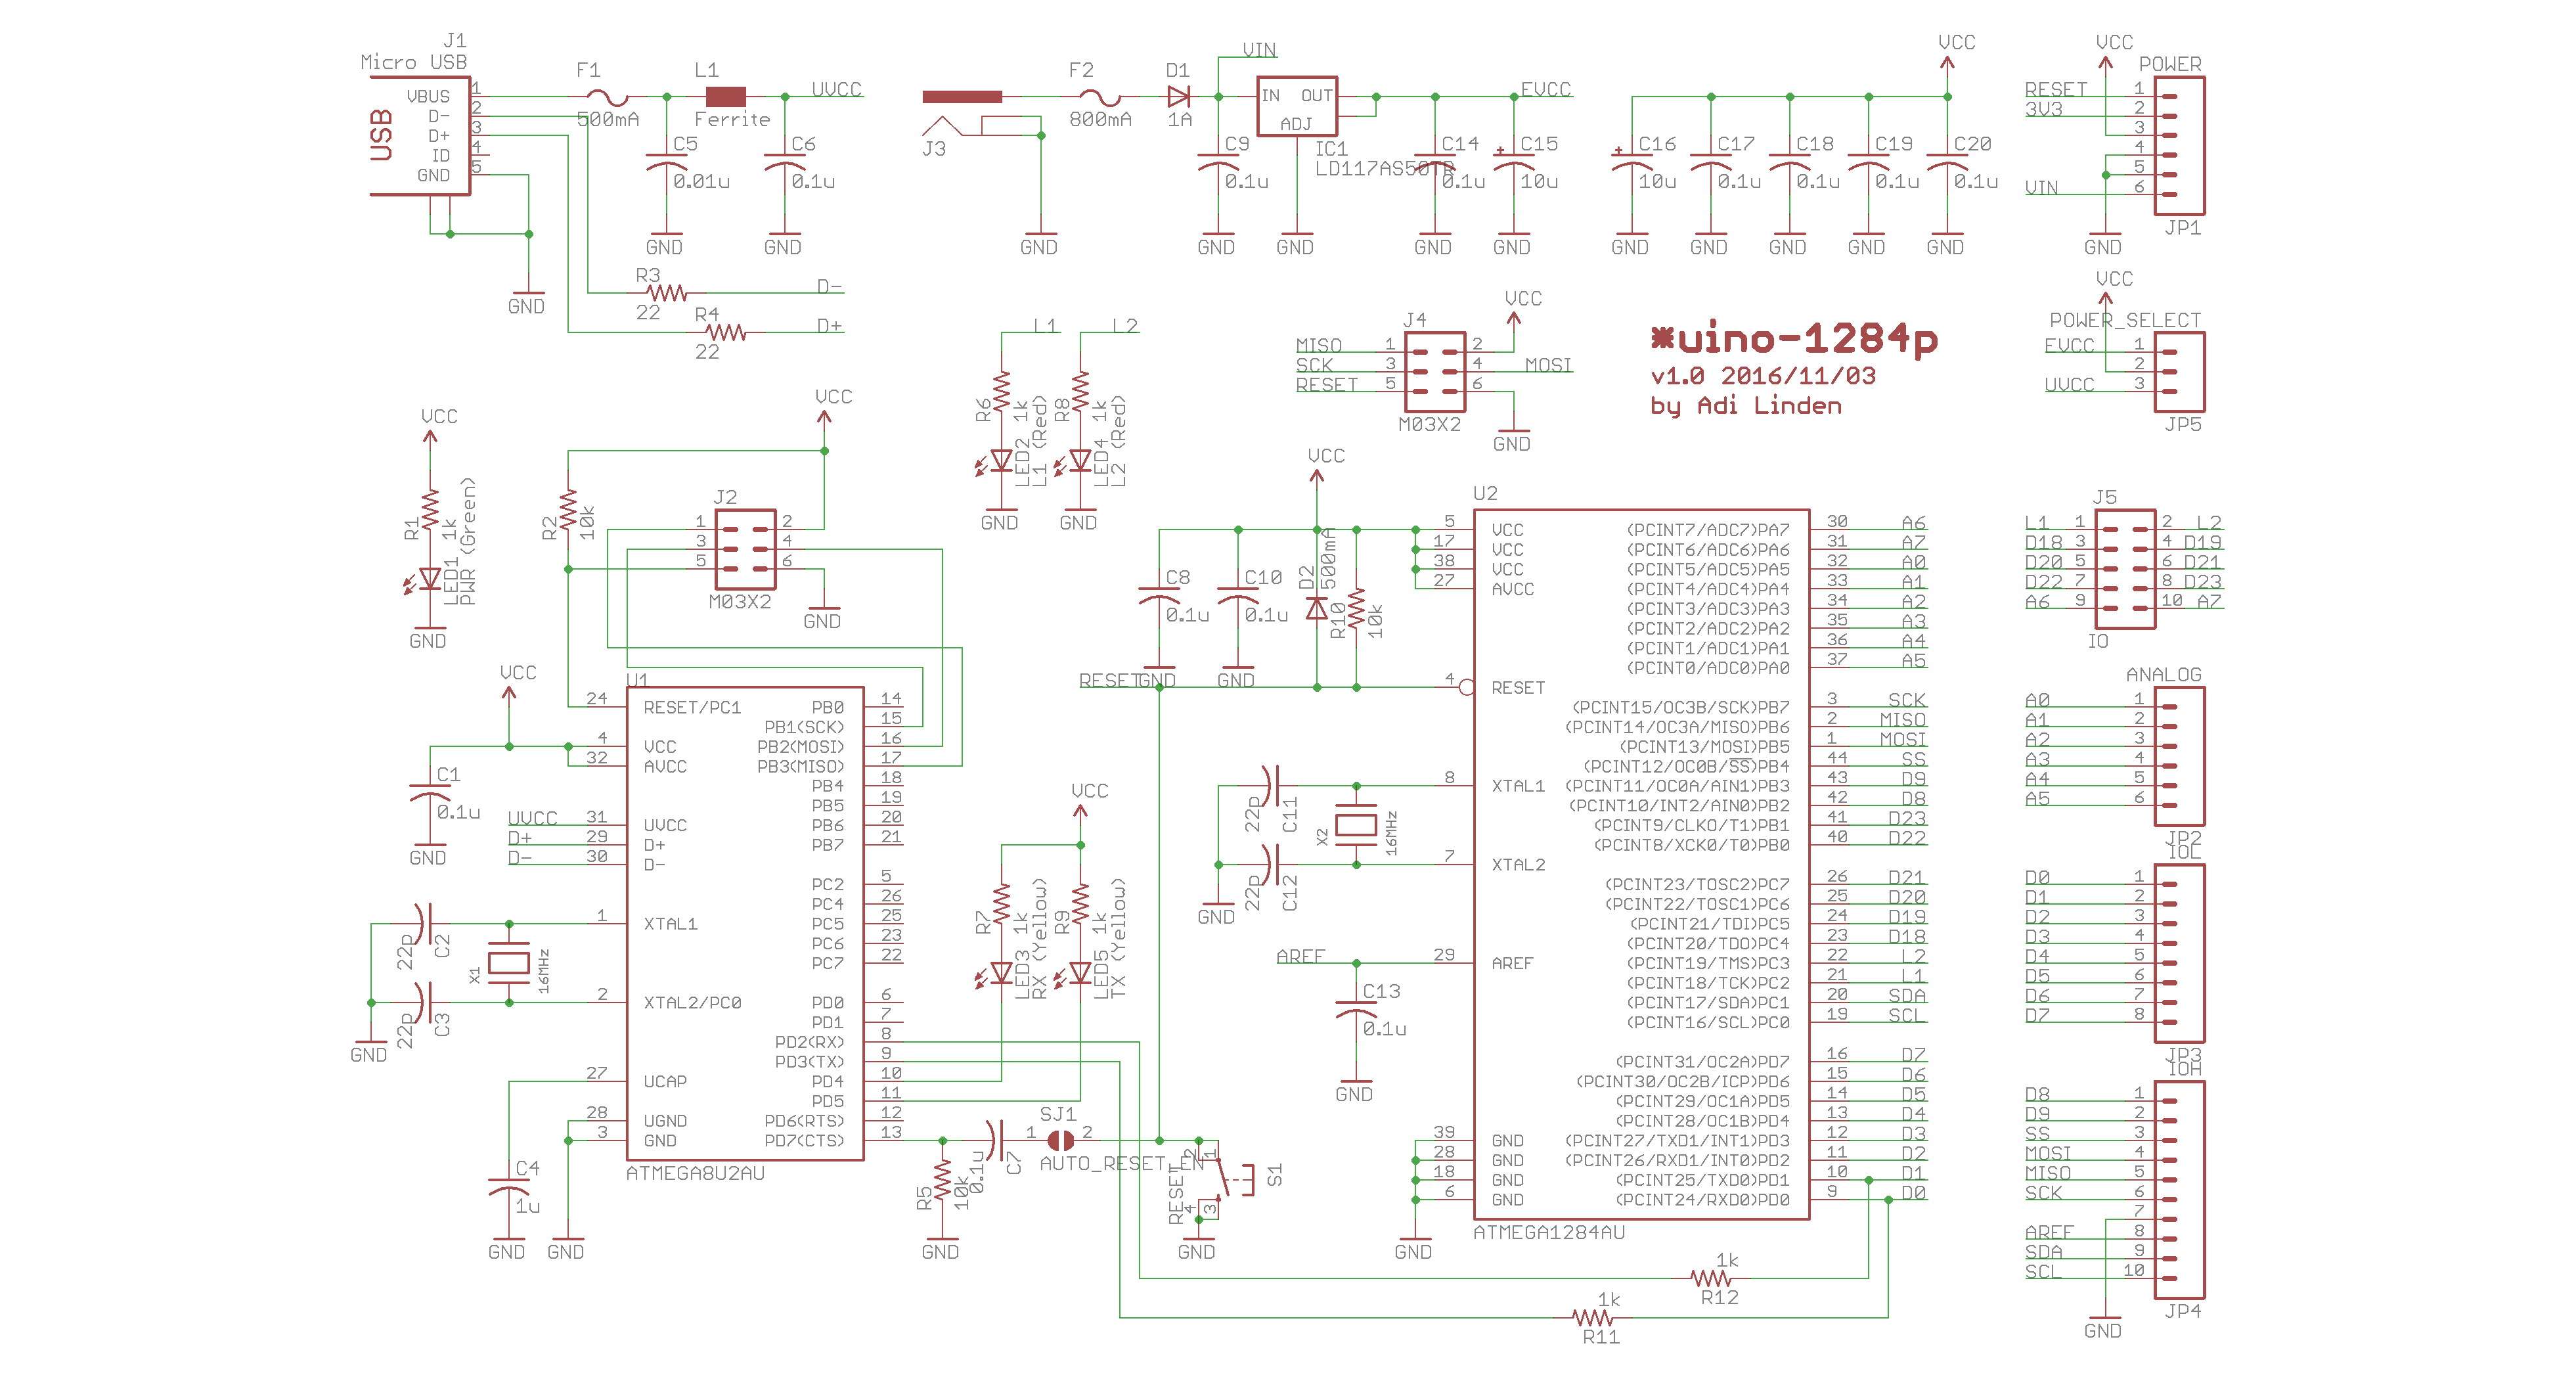 J1
Micro USB
USB
VBUS 1
D- 2
D+ 3
ID 4
GND 5
GND
F1
500mA
L1
Ferrite
UVCC
C5
0.01u
GND
C6
0.1u
GND
R3
22
D-
R4
22
D+
J3
GND
F2
800mA
D1
1A
VIN
C9
0.1u
GND
IN OUT
ADJ
IC1
LD117AS50TR
GND
EVCC
C14
0.1u
GND
C15
10u
GND
VCC
C16
10u
GND
C17
0.1u
GND
C18
0.1u
GND
C19
0.1u
GND
C20
0.1u
GND
VCC
POWER
RESET 1
3V3 2
3
4
5
VIN 6
JP1
GND
VCC
POWER_SELECT
EVCC 1
2
UVCC 3
JP5
*uino-1284p
v1.0 2016/11/03
by Adi Linden
J4
VCC
MISO 1 2
SCK 3 4 MOSI
RESET 5 6
M03X2
GND
L1
R6
1k
LED2
L1 (Red)
GND
L2
R8
1k
LED4
L2 (Red)
GND
VCC
R1
1k
LED1
PWR (Green)
GND
VCC
R2
10k
J2
1 2
3 4
5 6
M03X2
GND
VCC
C1
0.1u
GND
UVCC
D+
D-
C2
22p
X1
16MHz
C3
22p
GND
C4
1u
GND
GND
U1
24 RESET/PC1
4 VCC
32 AVCC
31 UVCC
29 D+
30 D-
1 XTAL1
2 XTAL2/PC0
27 UCAP
28 UGND
3 GND
PB0 14
PB1(SCK) 15
PB2(MOSI) 16
PB3(MISO) 17
PB4 18
PB5 19
PB6 20
PB7 21
PC2 5
PC4 26
PC5 25
PC6 23
PC7 22
PD0 6
PD1 7
PD2(RX) 8
PD3(TX) 9
PD4 10
PD5 11
PD6(RTS) 12
PD7(CTS) 13
ATMEGA8U2AU
VCC
R7
1k
LED3
RX (Yellow)
R9
1k
LED5
TX (Yellow)
R5
10k
GND
0.1u
C7
SJ1
1 2
AUTO_RESET_EN
RESET
2 1
4 3
S1
GND
VCC
C8
0.1u
GND
C10
0.1u
GND
D2
500mA
R10
10k
RESET
22p
C11
X2
16MHz
22p
C12
GND
AREF
C13
0.1u
GND
GND
U2
5 VCC
17 VCC
38 VCC
27 AVCC
4 RESET
8 XTAL1
7 XTAL2
29 AREF
39 GND
28 GND
18 GND
6 GND
(PCINT7/ADC7)PA7 30 A6
(PCINT6/ADC6)PA6 31 A7
(PCINT5/ADC5)PA5 32 A0
(PCINT4/ADC4)PA4 33 A1
(PCINT3/ADC3)PA3 34 A2
(PCINT2/ADC2)PA2 35 A3
(PCINT1/ADC1)PA1 36 A4
(PCINT0/ADC0)PA0 37 A5
(PCINT15/OC3B/SCK)PB7 3 SCK
(PCINT14/OC3A/MISO)PB6 2 MISO
(PCINT13/MOSI)PB5 1 MOSI
(PCINT12/OC0B/SS)PB4 44 SS
(PCINT11/OC0A/AIN1)PB3 43 D9
(PCINT10/INT2/AIN0)PB2 42 D8
(PCINT9/CLKO/T1)PB1 41 D23
(PCINT8/XCK0/T0)PB0 40 D22
(PCINT23/TOSC2)PC7 26 D21
(PCINT22/TOSC1)PC6 25 D20
(PCINT21/TDI)PC5 24 D19
(PCINT20/TDO)PC4 23 D18
(PCINT19/TMS)PC3 22 L2
(PCINT18/TCK)PC2 21 L1
(PCINT17/SDA)PC1 20 SDA
(PCINT16/SCL)PC0 19 SCL
(PCINT31/OC2A)PD7 16 D7
(PCINT30/OC2B/ICP)PD6 15 D6
(PCINT29/OC1A)PD5 14 D5
(PCINT28/OC1B)PD4 13 D4
(PCINT27/TXD1/INT1)PD3 12 D3
(PCINT26/RXD1/INT0)PD2 11 D2
(PCINT25/TXD0)PD1 10 D1
(PCINT24/RXD0)PD0 9 D0
ATMEGA1284AU
1k
R12
1k
R11
J5
L1 1 2 L2
D18 3 4 D19
D20 5 6 D21
D22 7 8 D23
A6 9 10 A7
IO
ANALOG
A0 1
A1 2
A2 3
A3 4
A4 5
A5 6
JP2
IOL
D0 1
D1 2
D2 3
D3 4
D4 5
D5 6
D6 7
D7 8
JP3
IOH
D8 1
D9 2
SS 3
MOSI 4
MISO 5
SCK 6
7
AREF 8
SDA 9
SCL 10
JP4
GND